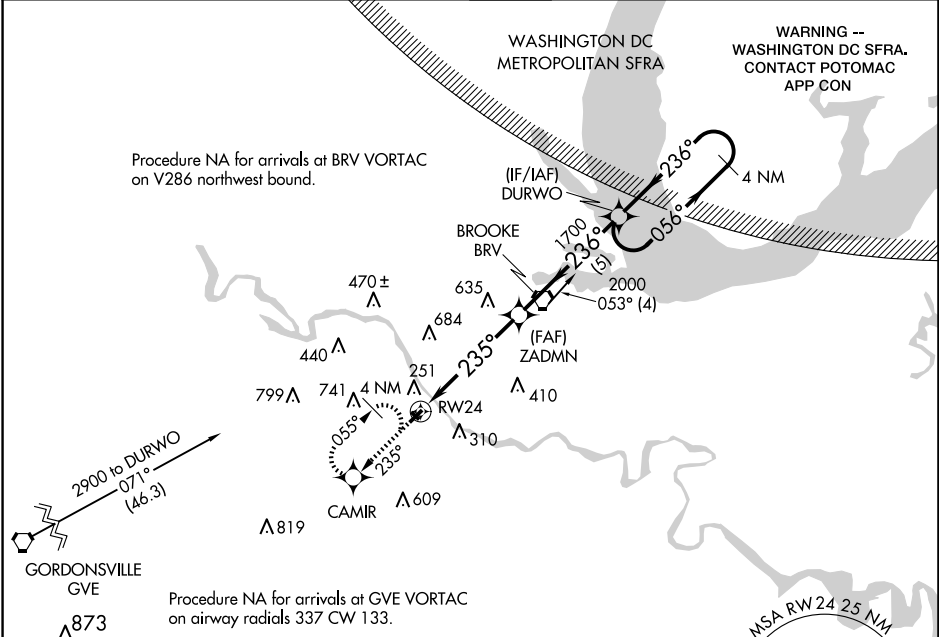 WASHINGTON DC
METROPOLITAN SFRA
WARNING --
WASHINGTON DC SFRA.
CONTACT POTOMAC
APP CON
Procedure NA for arrivals at BRV VORTAC
on V286 northwest bound.
(IF/IAF)
DURWO
236°
4 NM
056°
BROOKE
BRV
1700
236°
(5)
2000
053° (4)
470 ±
635
684
(FAF)
ZADMN
440
235°
251
799
741
4 NM
410
RW24
055°
310
235°
CAMIR
609
819
2900 to DURWO
071°
(46.3)
GORDONSVILLE
GVE
873
Procedure NA for arrivals at GVE VORTAC
on airway radials 337 CW 133.
MSA RW24 25 NM